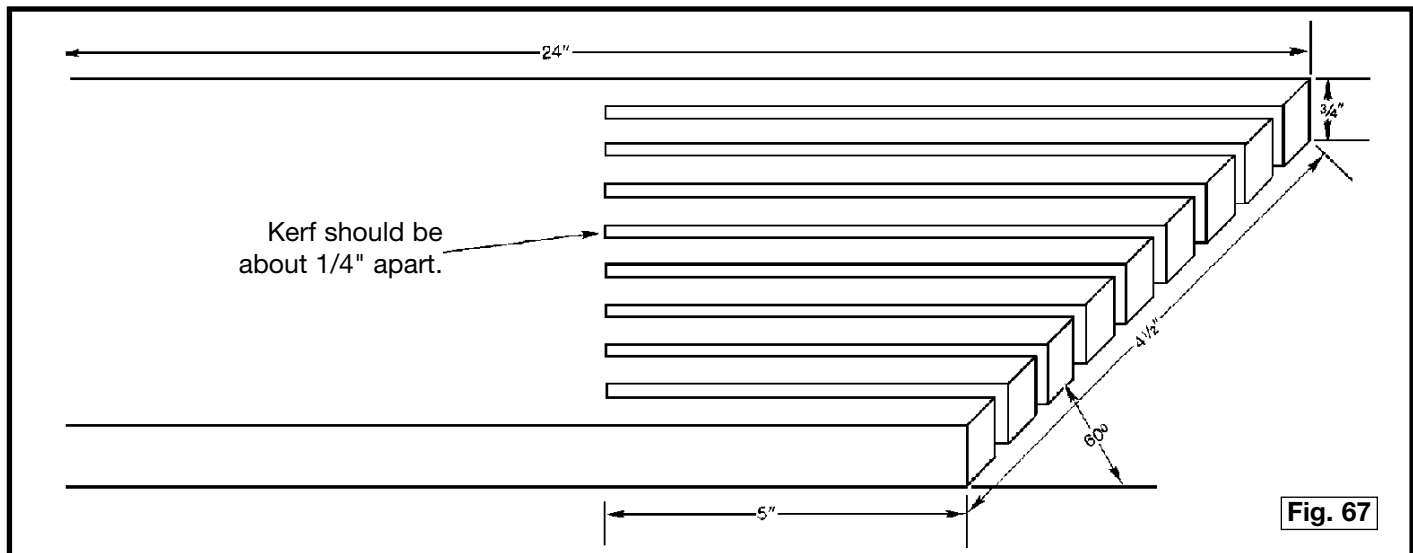 24"
3/4"
Kerf should be
about 1/4" apart.
4 1/2"
60°
5"
Fig. 67